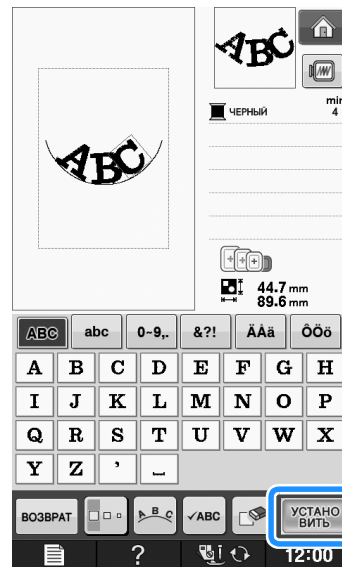 ABC
ЧЕРНЫЙ
min
4
ABC
44.7 mm
89.6 mm
ABC abc 0~9,. &?! ÄÅä ÔÖö
A B C D E F G H
I J K L M N O P
Q R S T U V W X
Y Z ' _
ВОЗВРАТ ABC ✓ABC УСТАНО
ВИТЬ
? 12:00